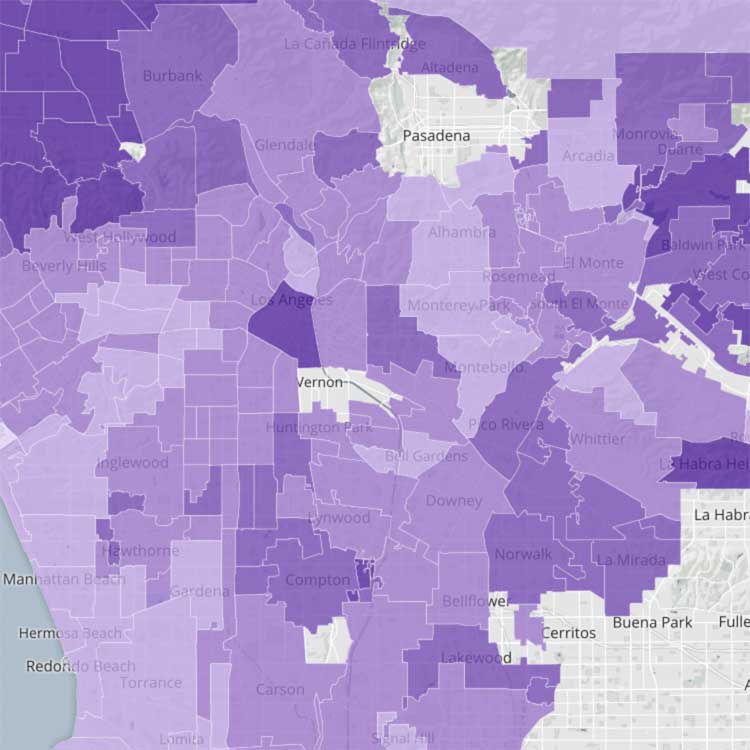 La Canada Flintridge
Altadena
Burbank
Pasadena
Monrovia
Glendale
Duarte
Arcadia
West Hollywood
Alhambra
Baldwin Park
Beverly Hills
El Monte
Rosemead
West Co
Los Angeles
Monterey Park
South El Monte
Montebello
Vernon
Huntington Park
Pico Rivera
Whittier
Bell Gardens
La Habra Hei
Inglewood
Downey
Lynwood
La Habra
Hawthorne
Norwalk
La Mirada
Manhattan Beach
Compton
Gardena
Bellflower
Hermosa Beach
Cerritos
Buena Park
Fulle
Redondo Beach
Lakewood
Torrance
Carson
Lomita
Signal Hill